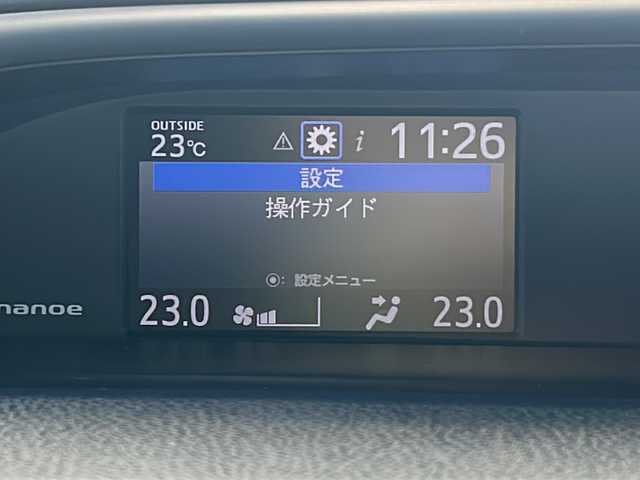 OUTSIDE
23℃ i 11:26
設定
操作ガイド
◉: 設定メニュー
nanoe
23.0 23.0